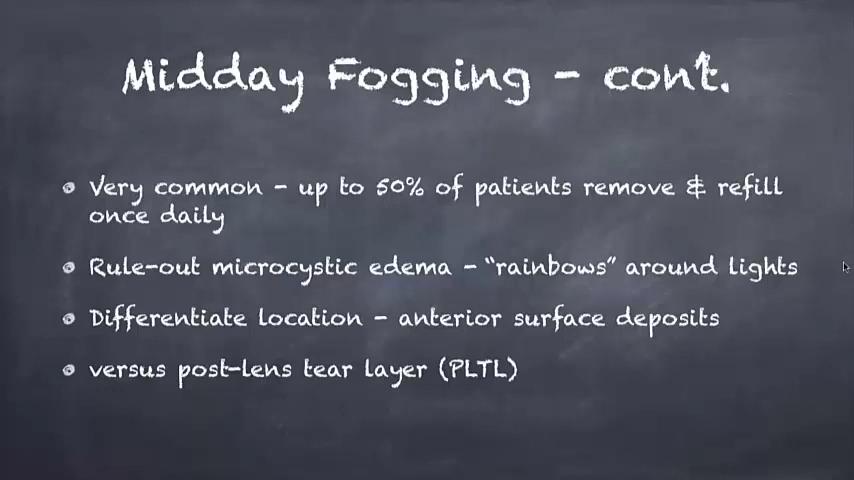 Midday Fogging - cont.
Very common - up to 50% of patients remove & refill
once daily
Rule-out microcystic edema - "rainbows" around lights
Differentiate location - anterior surface deposits
versus post-lens tear layer (PLTL)